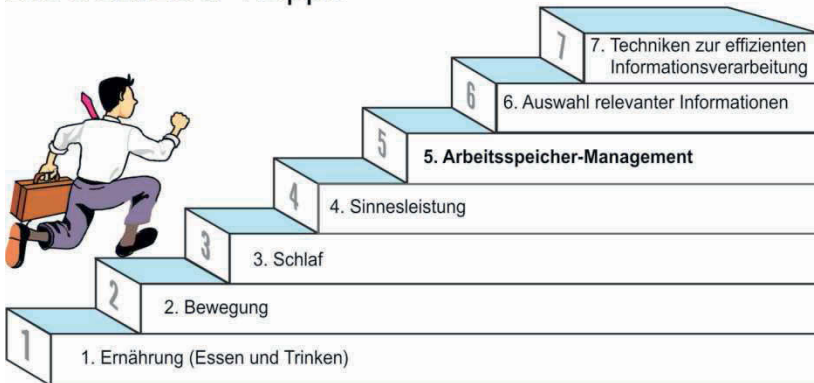 7
7. Techniken zur effizienten
Informationsverarbeitung
6
6. Auswahl relevanter Informationen
5
5. Arbeitsspeicher-Management
4
4. Sinnesleistung
3
3. Schlaf
2
2. Bewegung
1
1. Ernährung (Essen und Trinken)